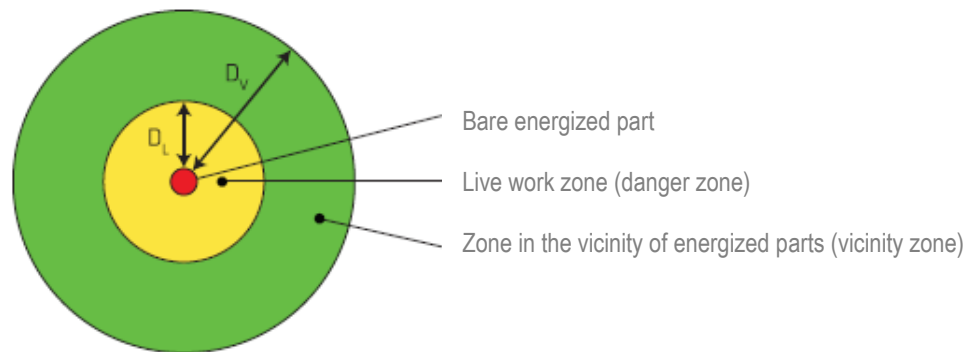 D_V
D_L
Bare energized part
Live work zone (danger zone)
Zone in the vicinity of energized parts (vicinity zone)